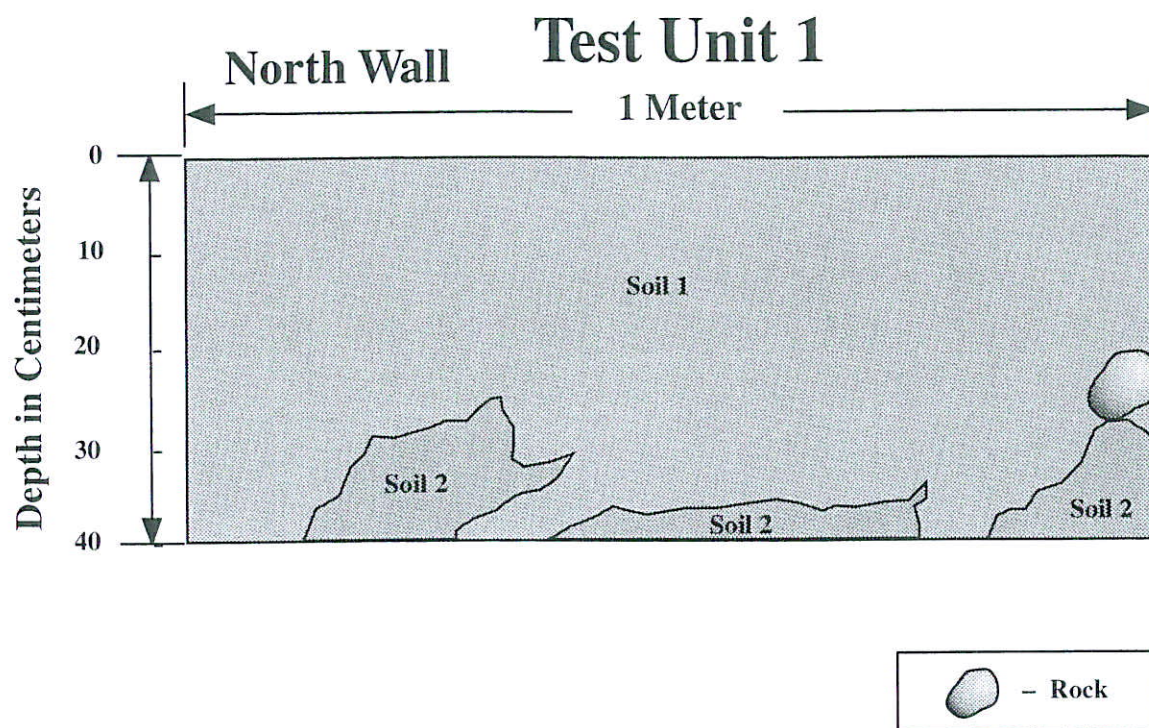 Test Unit 1
North Wall
1 Meter
Depth in Centimeters
0
10
20
30
40
Soil 1
Soil 2
Soil 2
Soil 2
– Rock